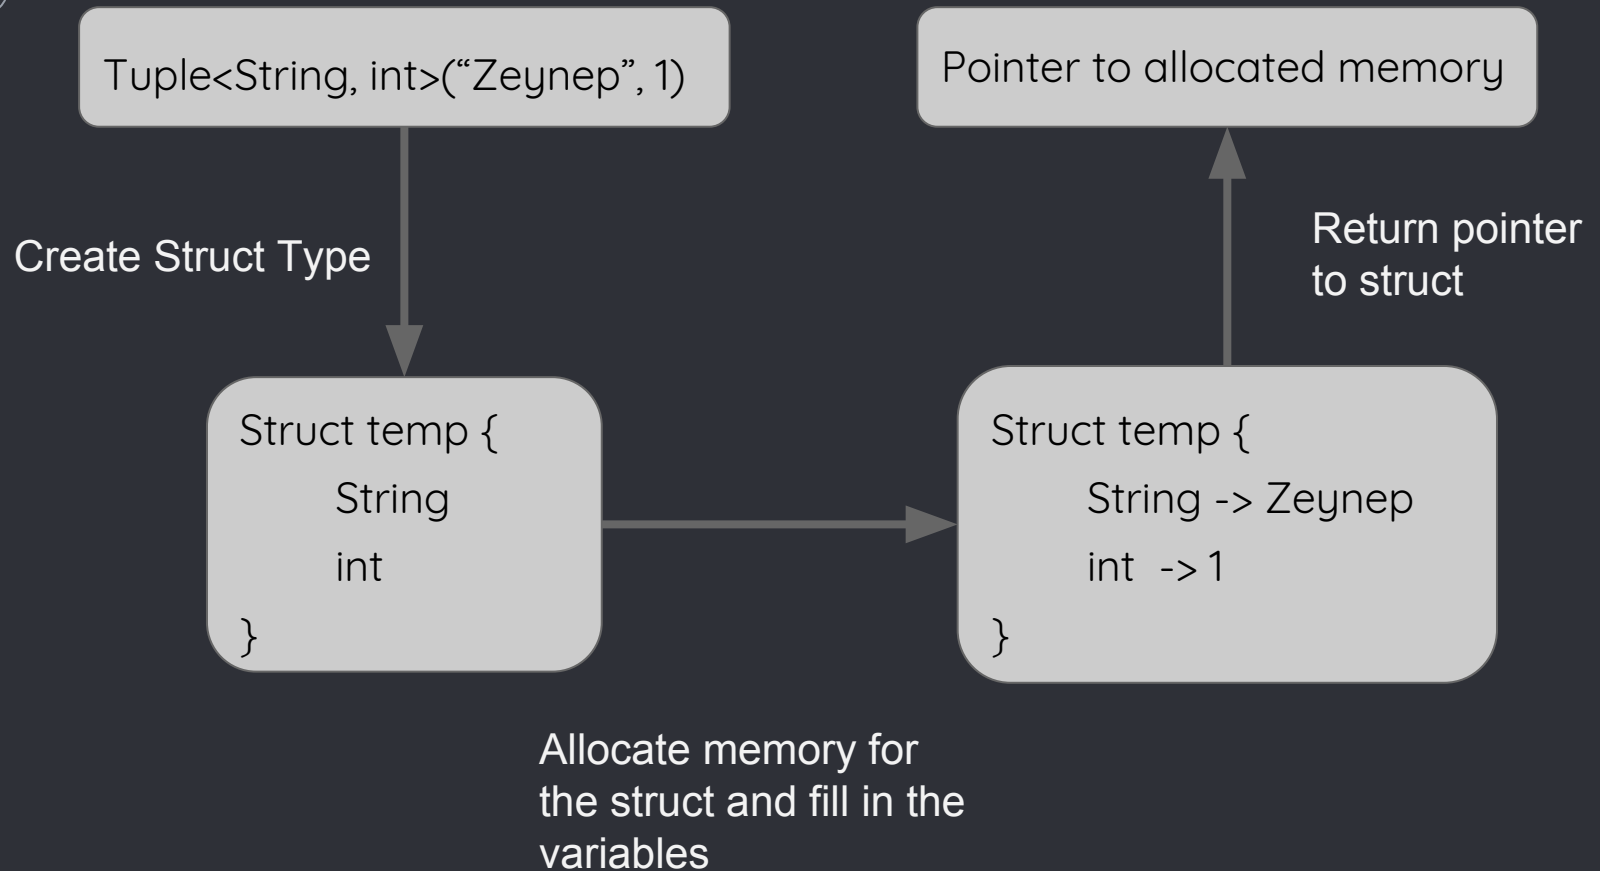 Tuple<String, int>(“Zeynep”, 1)
Pointer to allocated memory
Create Struct Type
Return pointer
to struct
Struct temp {
String
int
}
Struct temp {
String -> Zeynep
int -> 1
}
Allocate memory for
the struct and fill in the
variables